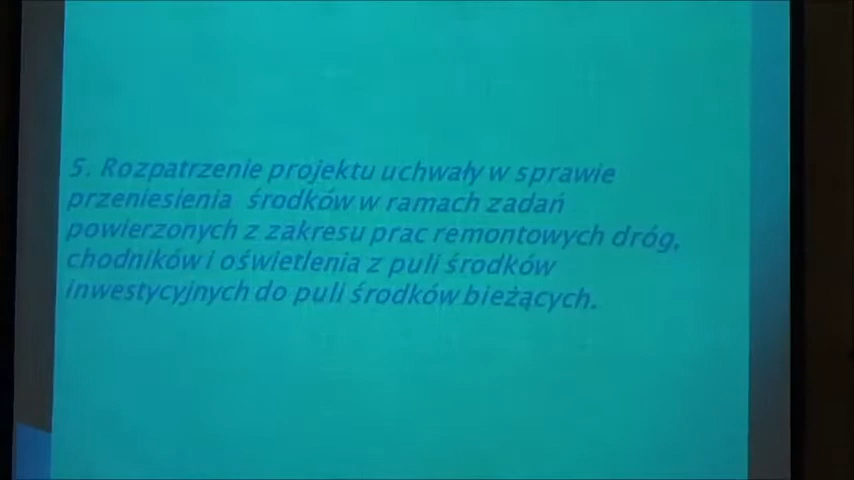 5. Rozpatrzenie projektu uchwały w sprawie
przeniesienia środków w ramach zadań
powierzonych z zakresu prac remontowych dróg,
chodników i oświetlenia z puli środków
inwestycyjnych do puli środków bieżących.